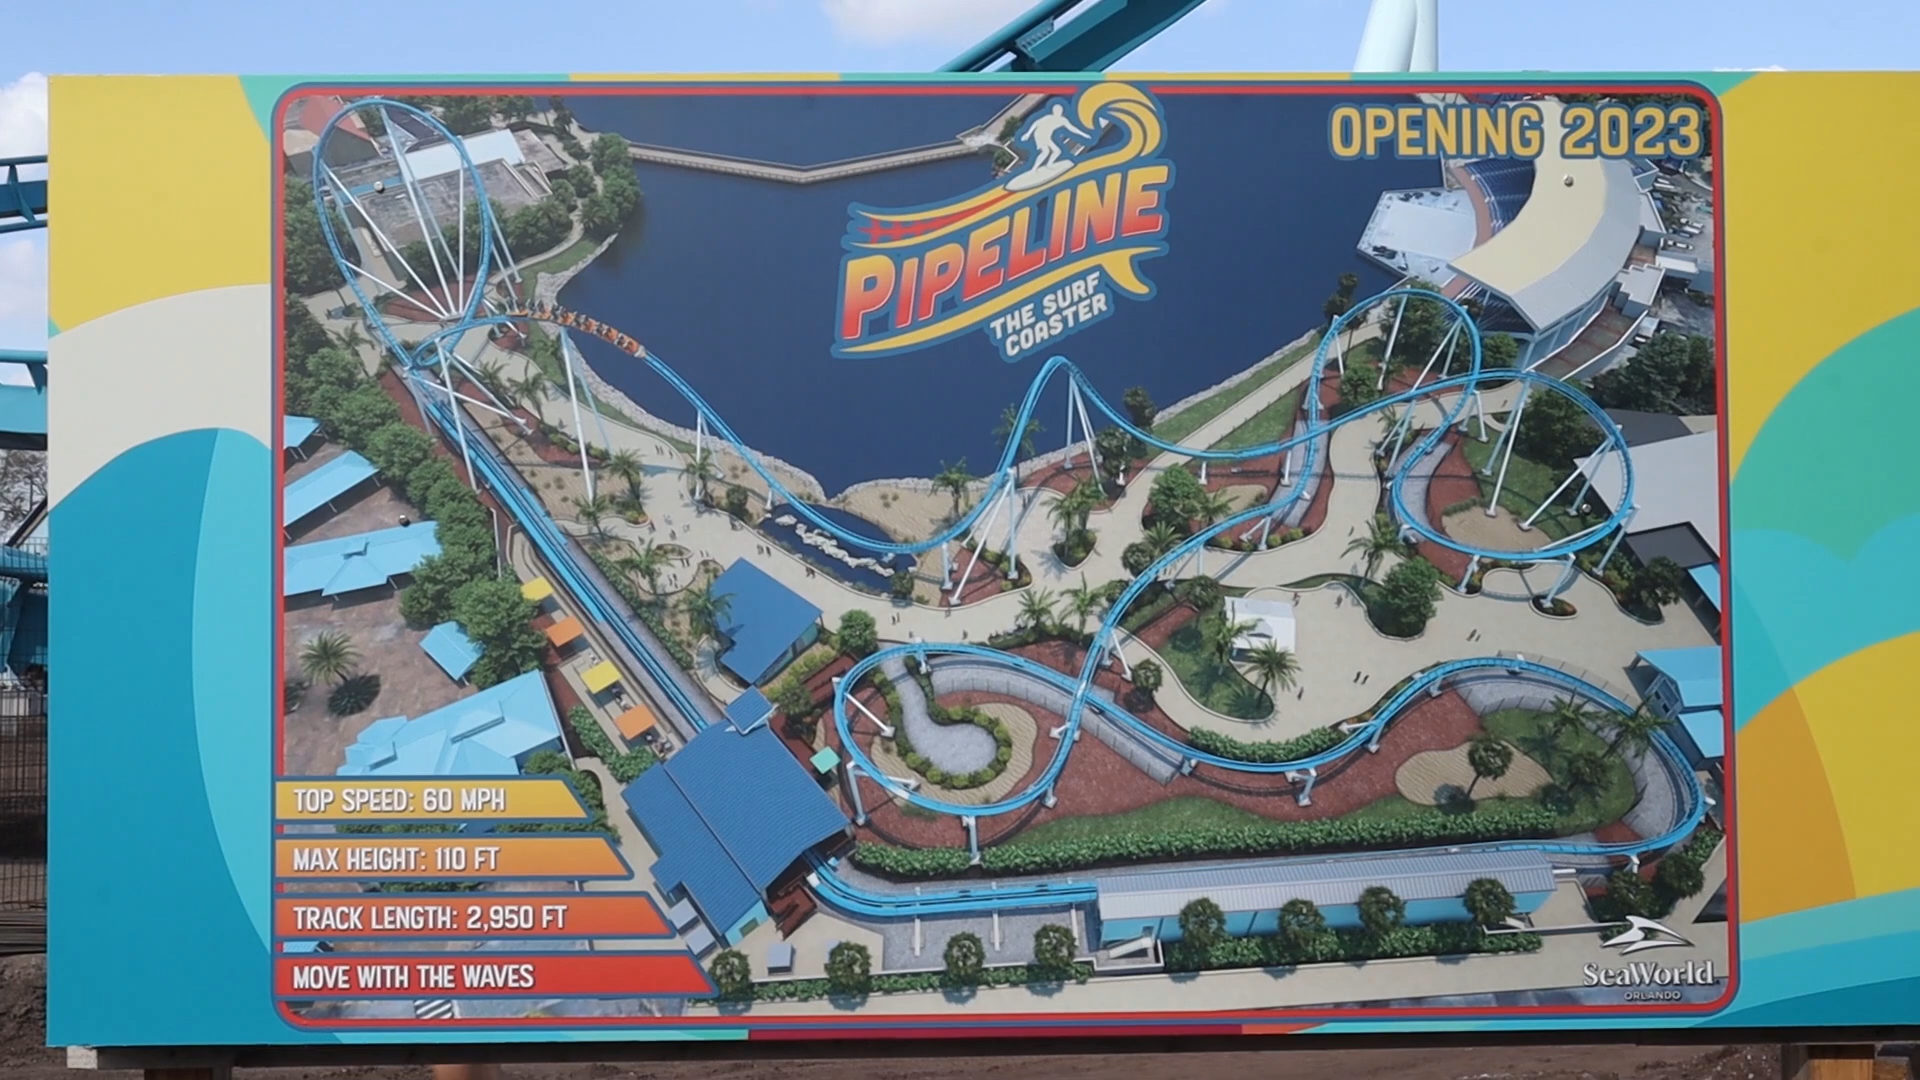 OPENING 2023
PIPELINE
THE SURF
COASTER
TOP SPEED: 60 MPH
MAX HEIGHT: 110 FT
TRACK LENGTH: 2,950 FT
MOVE WITH THE WAVES
SeaWorld
ORLANDO